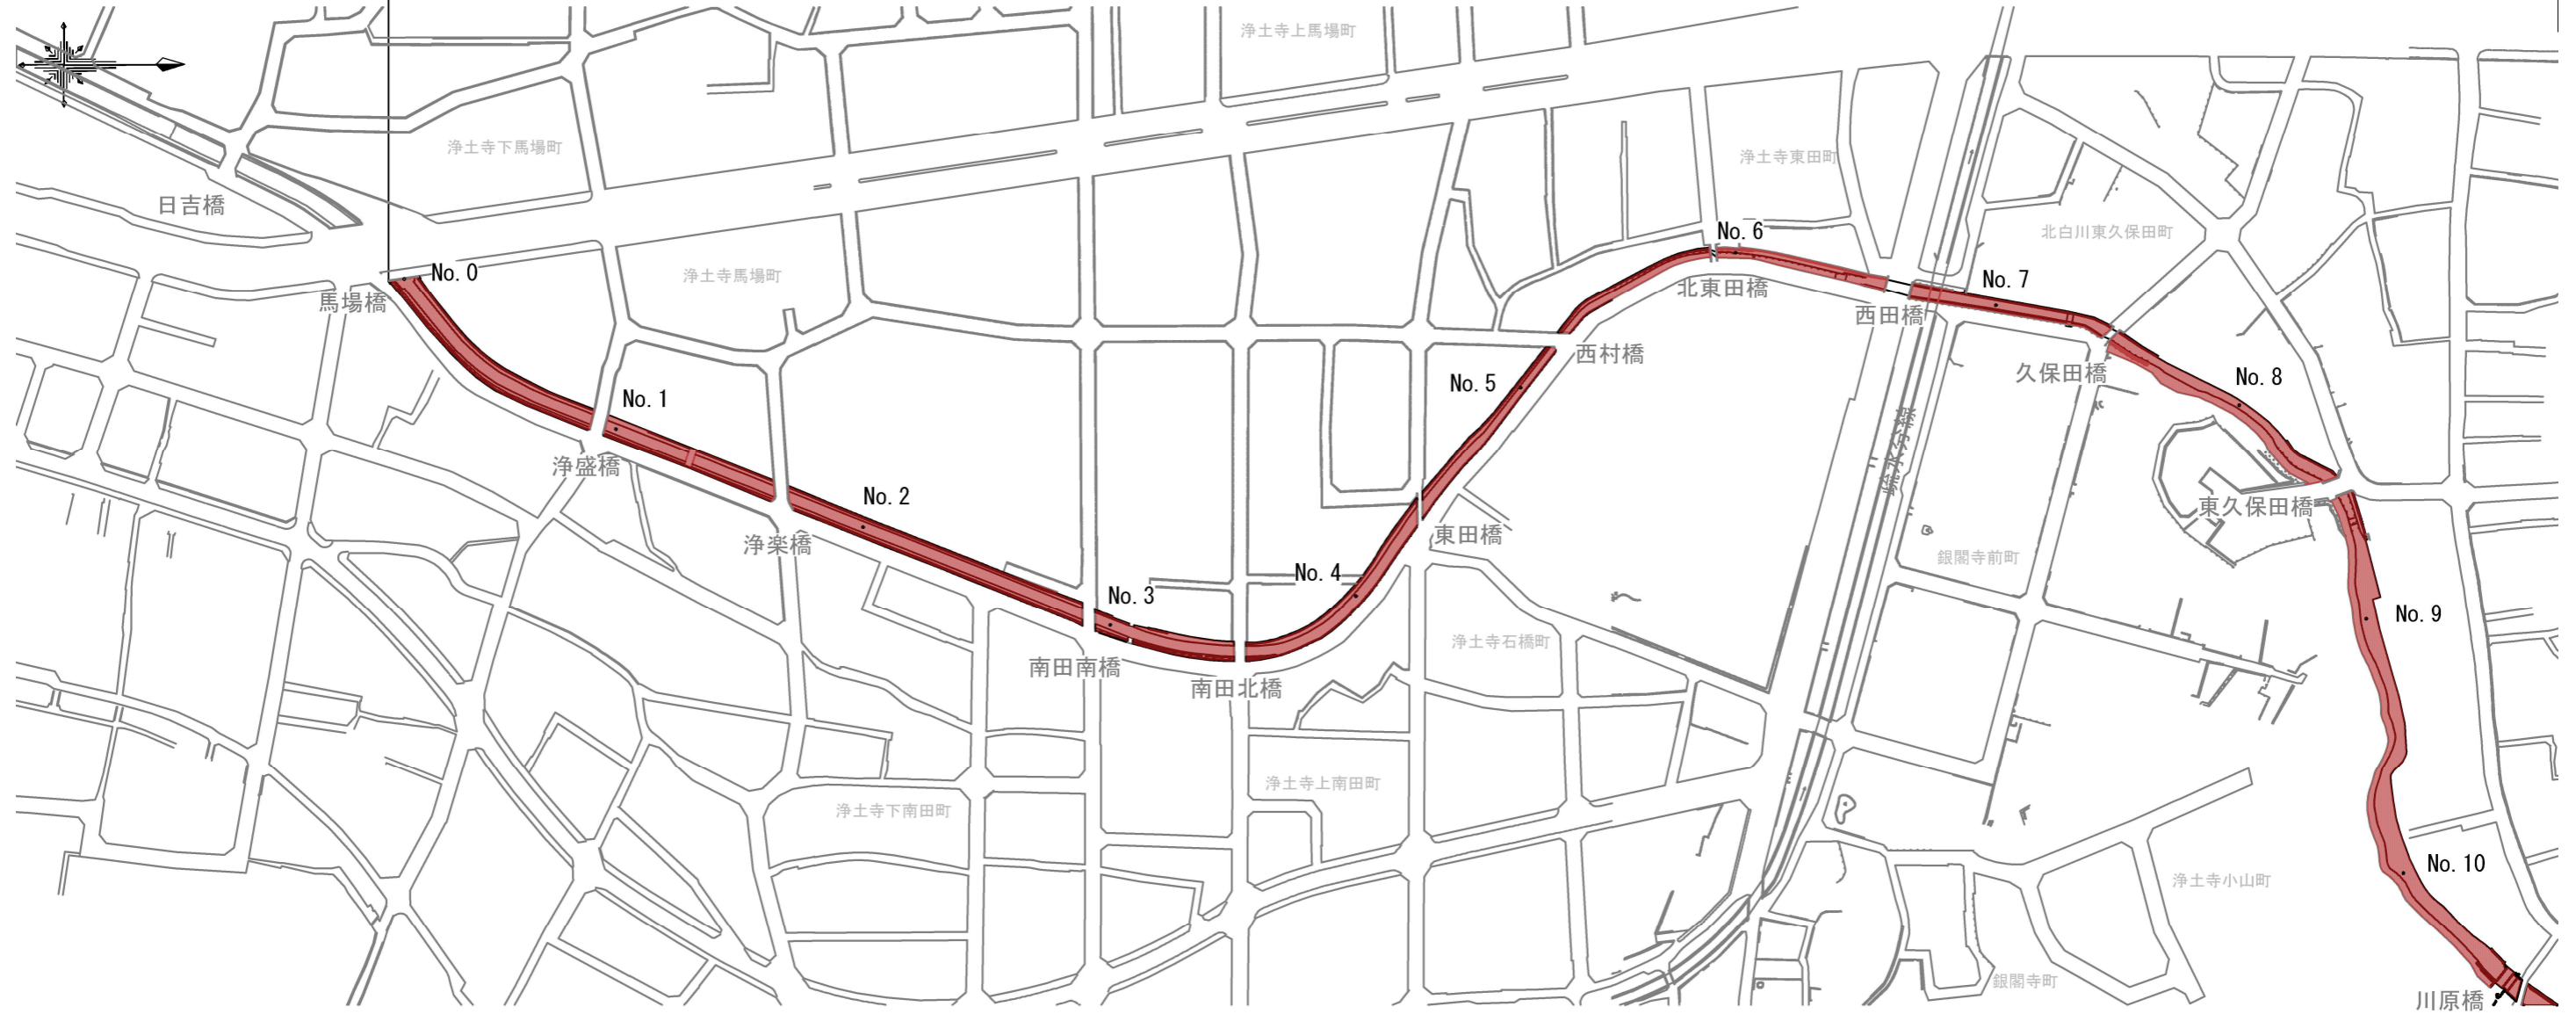 浄土寺上馬場町
浄土寺下馬場町
浄土寺東田町
日吉橋
北白川東久保田町
No. 6
No. 0
浄土寺馬場町
No. 7
北東田橋
馬場橋
西田橋
西村橋
久保田橋
No. 8
No. 5
No. 1
疏水分線
浄盛橋
No. 2
東久保田橋
東田橋
浄楽橋
銀閣寺前町
No. 4
No. 3
No. 9
浄土寺石橋町
南田南橋
南田北橋
浄土寺上南田町
浄土寺下南田町
No. 10
浄土寺小山町
銀閣寺町
川原橋